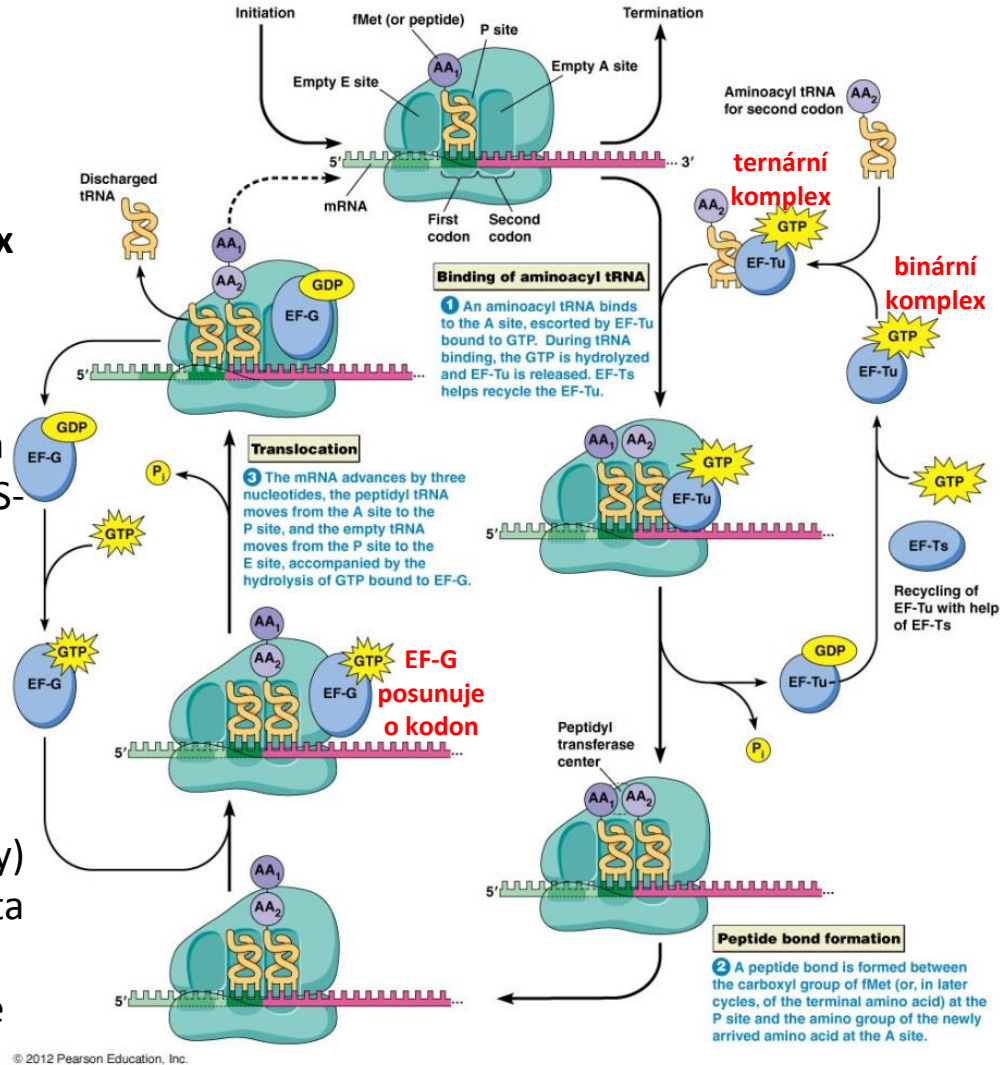 Initiation
fMet (or peptide)
P site
Termination
AA1
Empty E site
Empty A site
Aminoacyl tRNA
for second codon
AA2
5′
... 3′
mRNA
First
codon
Second
codon
ternární
komplex
AA2
GTP
EF-Tu
binární
komplex
GTP
EF-Tu
Discharged
tRNA
x
AA1
AA2
GDP
EF-G
5′
...
Binding of aminoacyl tRNA
1 An aminoacyl tRNA binds
to the A site, escorted by EF-Tu
bound to GTP. During tRNA
binding, the GTP is hydrolyzed
and EF-Tu is released. EF-Ts
helps recycle the EF-Tu.
GDP
EF-G
S-
Pi
Translocation
3 The mRNA advances by three
nucleotides, the peptidyl tRNA
moves from the A site to the
P site, and the empty tRNA
moves from the P site to the
E site, accompanied by the
hydrolysis of GTP bound to EF-G.
GTP
AA1
AA2
GTP
EF-Tu
5′
...
GTP
EF-Ts
Recycling of
EF-Tu with help
of EF-Ts
GTP
EF-G
AA1
AA2
GTP
EF-G
EF-G
posunuje
o kodon
5′
...
GDP
EF-Tu
Pi
Peptidyl
transferase
center
AA1
AA2
5′
...
y)
ta
e
AA1
AA2
5′
...
Peptide bond formation
2 A peptide bond is formed between
the carboxyl group of fMet (or, in later
cycles, of the terminal amino acid) at the
P site and the amino group of the newly
arrived amino acid at the A site.
© 2012 Pearson Education, Inc.